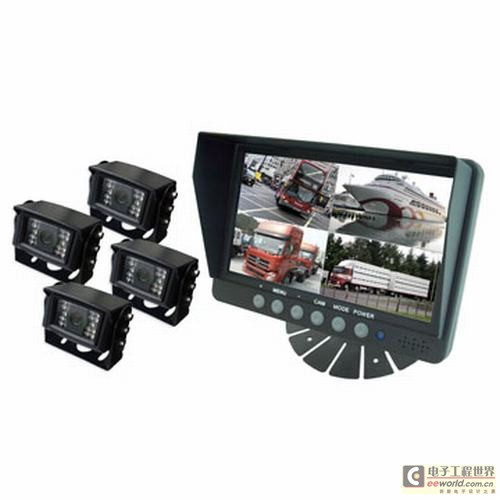 MENU - CAM MODE POWER
电子工程世界
eeworld.com.cn